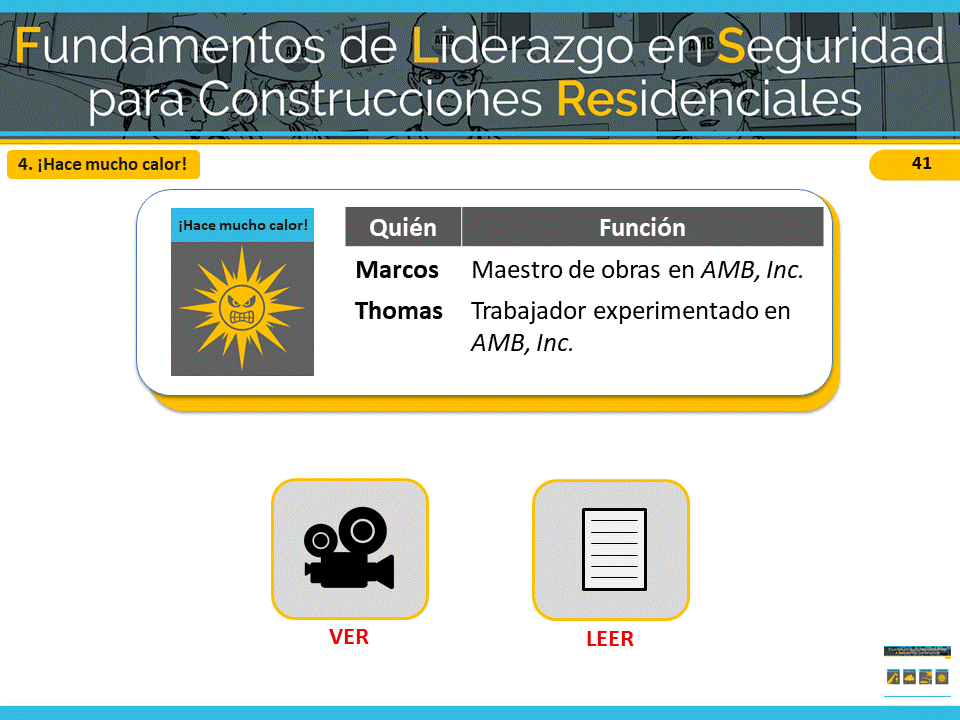 Fundamentos de Liderazgo en Seguridad
para Construcciones Residenciales
4. ¡Hace mucho calor!
41
¡Hace mucho calor!
Quién Función
Marcos Maestro de obras en AMB, Inc.
Thomas Trabajador experimentado en
AMB, Inc.
VER
LEER